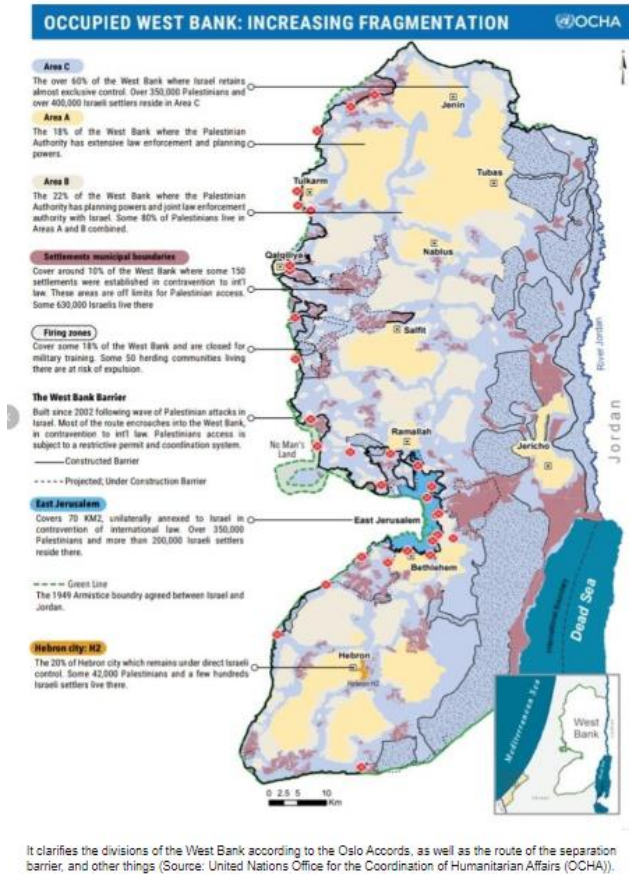 OCCUPIED WEST BANK: INCREASING FRAGMENTATION
OCHA
Area C
The over 60% of the West Bank where Israel retains
almost exclusive control. Over 350,000 Palestinians and
over 400,000 Israeli settlers reside in Area C
Area A
The 18% of the West Bank where the Palestinian
Authority has extensive law enforcement and planning
powers.
Area B
The 22% of the West Bank where the Palestinian
Authority has planning powers and joint law enforcement
authority with Israel. Some 80% of Palestinians live in
Areas A and B combined.
Settlements municipal boundaries
Cover around 10% of the West Bank where some 150
settlements were established in contravention to int'l
law. These areas are off limits for Palestinian access.
Some 630,000 Israelis live there
Firing zones
Cover some 18% of the West Bank and are closed for
military training. Some 50 herding communities living
there are at risk of expulsion.
The West Bank Barrier
Built since 2002 following wave of Palestinian attacks in
Israel. Most of the route encroaches into the West Bank,
in contravention to int'l law. Palestinians access is
subject to a restrictive permit and coordination system.
Constructed Barrier
Projected; Under Construction Barrier
East Jerusalem
Covers 70 KM2, unilaterally annexed to Israel in
contravention of international law. Over 350,000
Palestinians and more than 200,000 Israeli settlers
reside there.
Green Line
The 1949 Armistice boundry agreed between Israel and
Jordan.
Hebron city: H2
The 20% of Hebron city which remains under direct Israeli
control. Some 42,000 Palestinians and a few hundreds
Israeli settlers live there.
Jenin
Tubas
Tulkarm
Nablus
Qalqiliya
Salfit
River Jordan
Jordan
Ramallah
Jericho
No Man's
Land
East Jerusalem
Bethlehem
International boundary
Dead Sea
Hebron
Hebron H2
Mediterranean Sea
West
Bank
0 2.5 5 10
Km
It clarifies the divisions of the West Bank according to the Oslo Accords, as well as the route of the separation
barrier, and other things (Source: United Nations Office for the Coordination of Humanitarian Affairs (OCHA)).